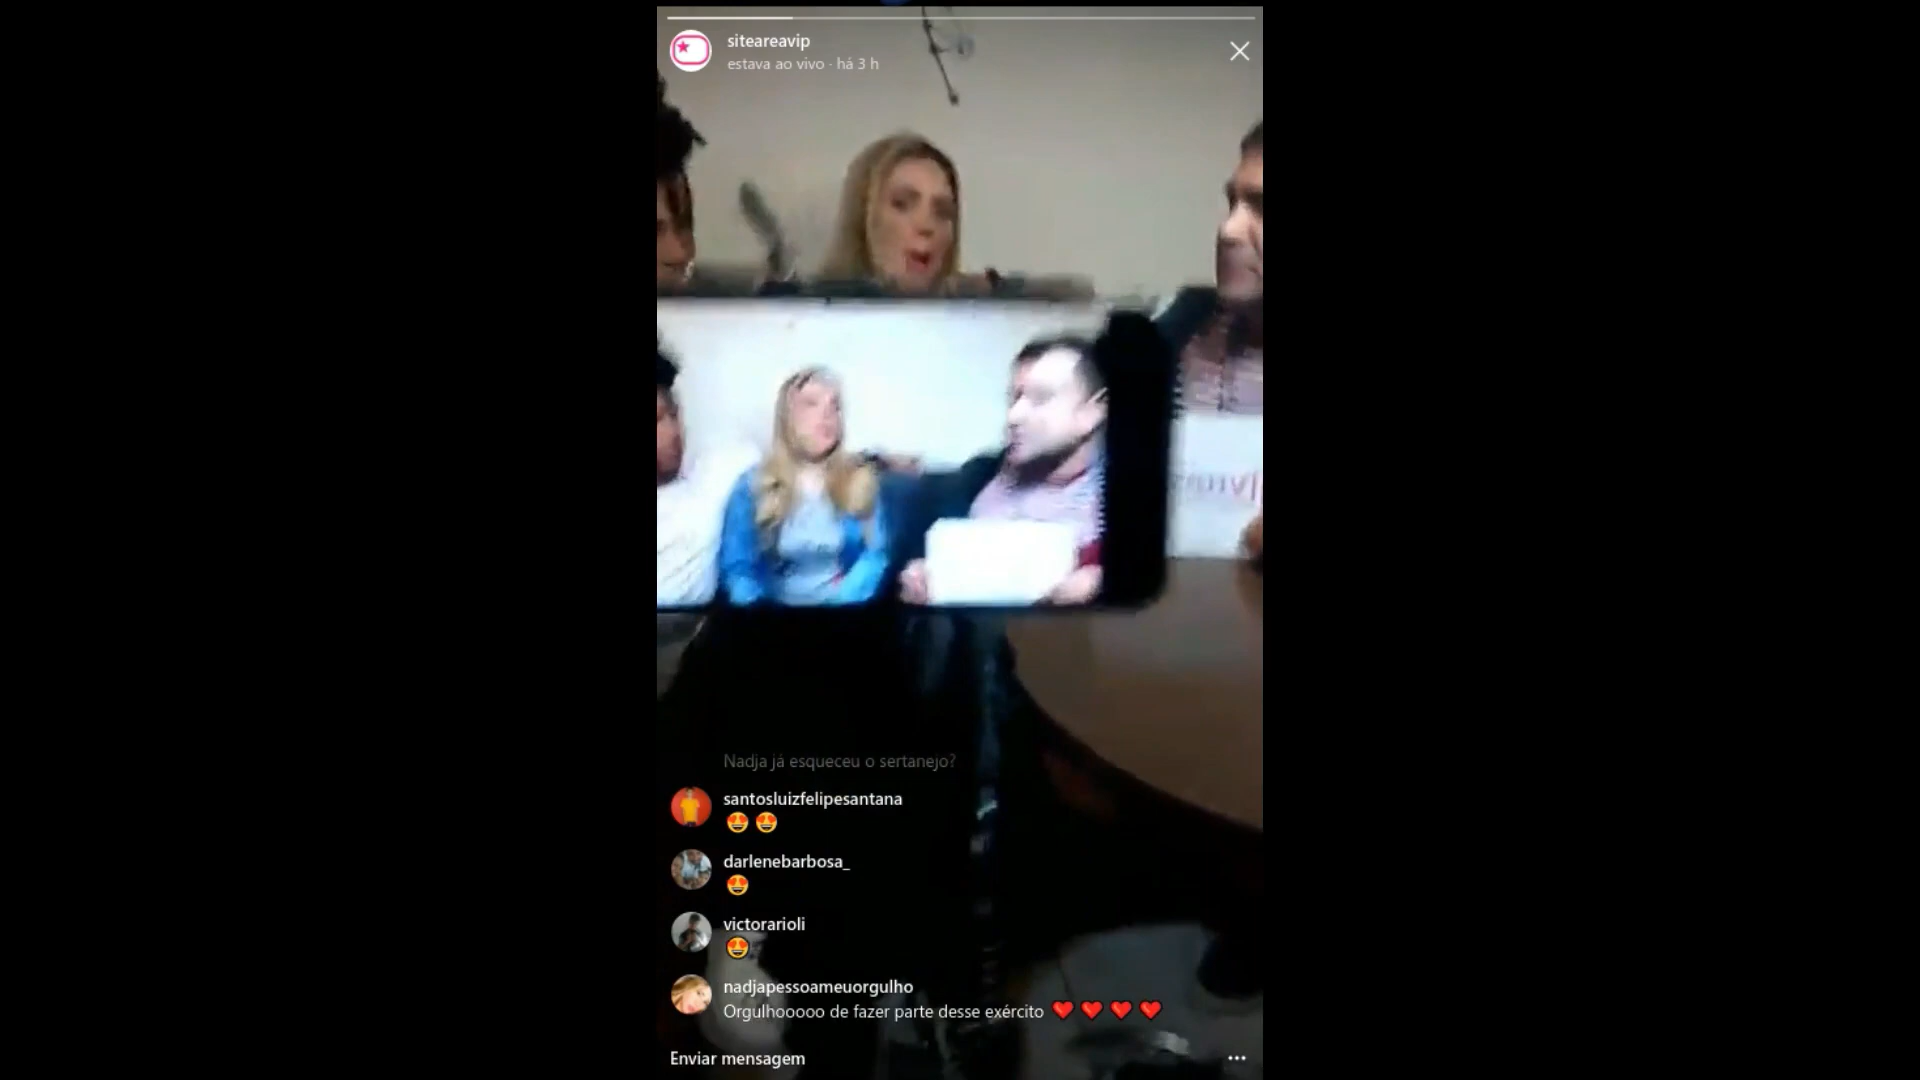 siteareavip
estava ao vivo · há 3 h
Nadja já esqueceu o sertanejo?
santosluizfelipesantana
😍 😍
darlenebarbosa_
😍
victorarioli
😍
nadjapessoameuorgulho
Orgulhooooo de fazer parte desse exército ❤️ ❤️ ❤️ ❤️
Enviar mensagem